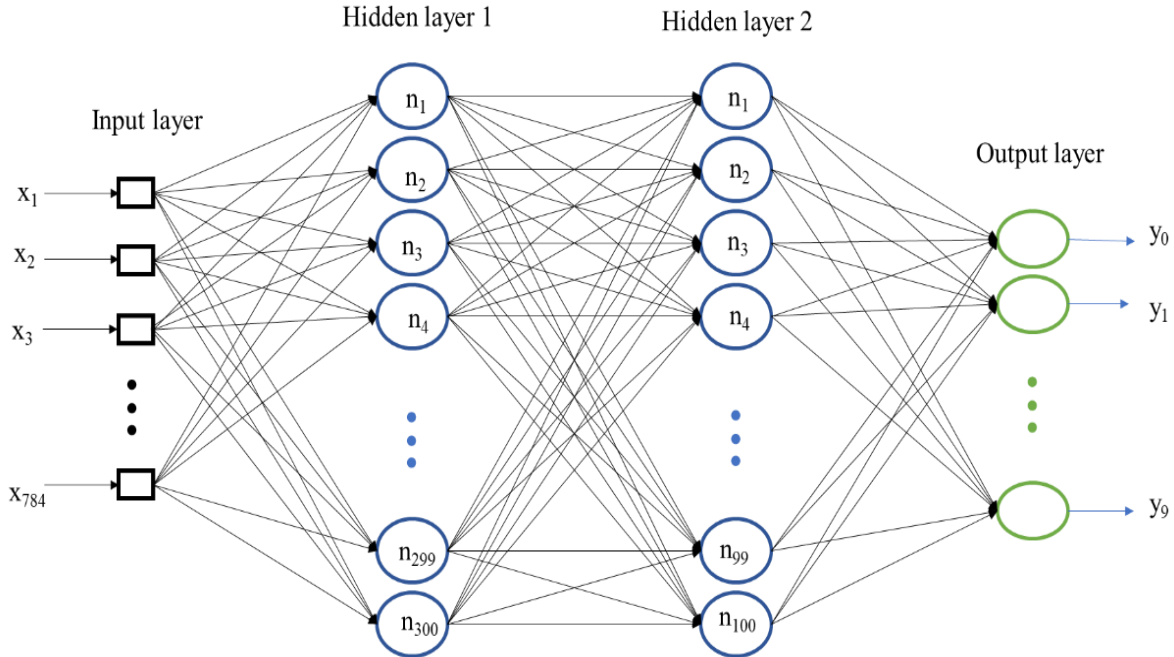 Hidden layer 1
Hidden layer 2
Input layer
Output layer
x₁
x₂
x₃
x₇₈₄
n₁
n₂
n₃
n₄
n₂₉₉
n₃₀₀
n₁
n₂
n₃
n₄
n₉₉
n₁₀₀
y₀
y₁
y₉